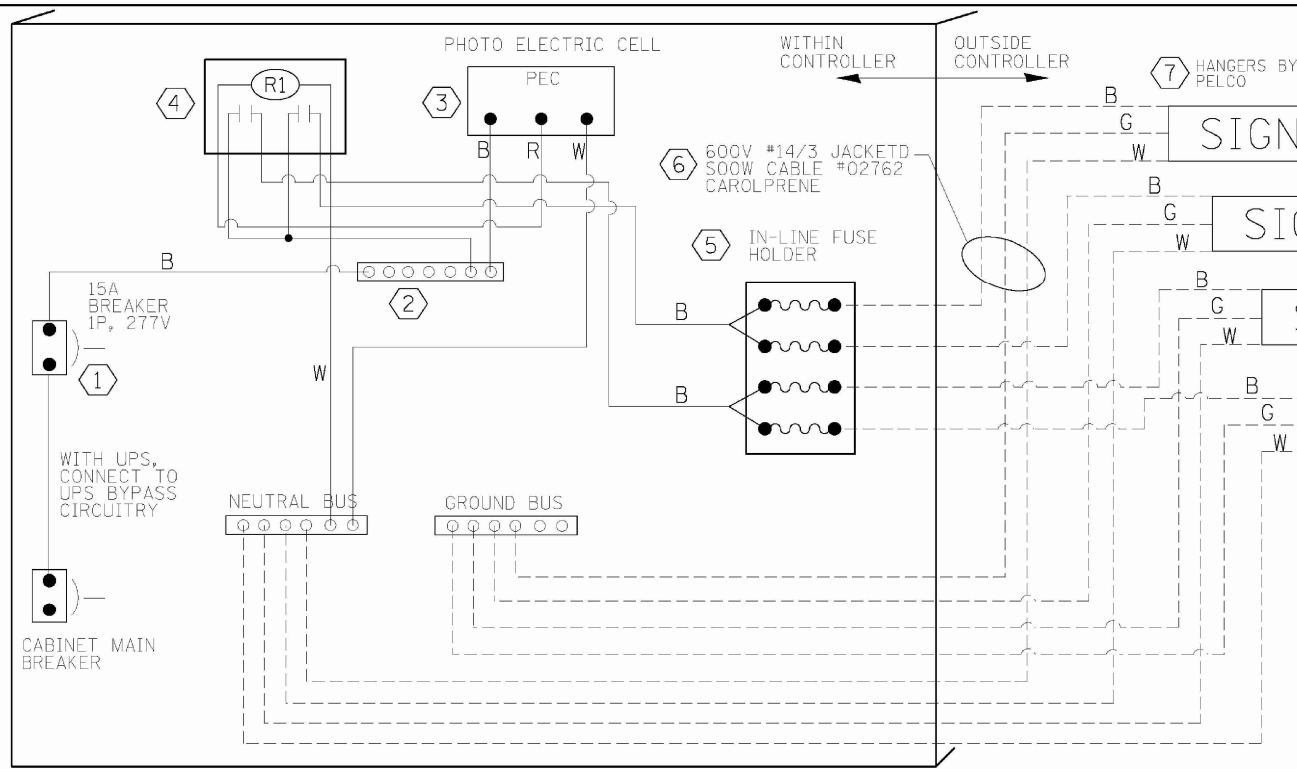 PHOTO ELECTRIC CELL
WITHIN
CONTROLLER
OUTSIDE
CONTROLLER
7
HANGERS BY
PELCO
4
R1
3
PEC
B
R
W
B
G
W
SIGN
6
600V #14/3 JACKETD
SOOW CABLE #02762
CAROLPRENE
B
G
W
SIG
5
IN-LINE FUSE
HOLDER
B
15A
BREAKER
1P, 277V
2
B
B
G
W
1
W
B
B
G
W
WITH UPS,
CONNECT TO
UPS BYPASS
CIRCUITRY
NEUTRAL BUS
GROUND BUS
CABINET MAIN
BREAKER